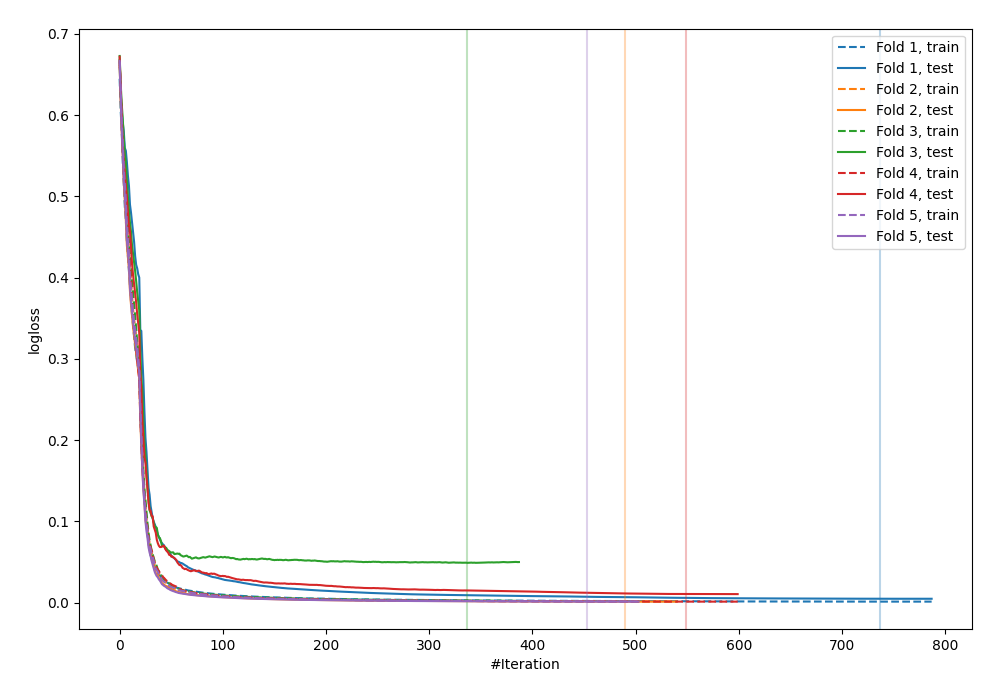 0.7
0.6
0.5
0.4
0.3
0.2
0.1
0.0
logloss
0
100
200
300
400
500
600
700
800
#Iteration
Fold 1, train
Fold 1, test
Fold 2, train
Fold 2, test
Fold 3, train
Fold 3, test
Fold 4, train
Fold 4, test
Fold 5, train
Fold 5, test